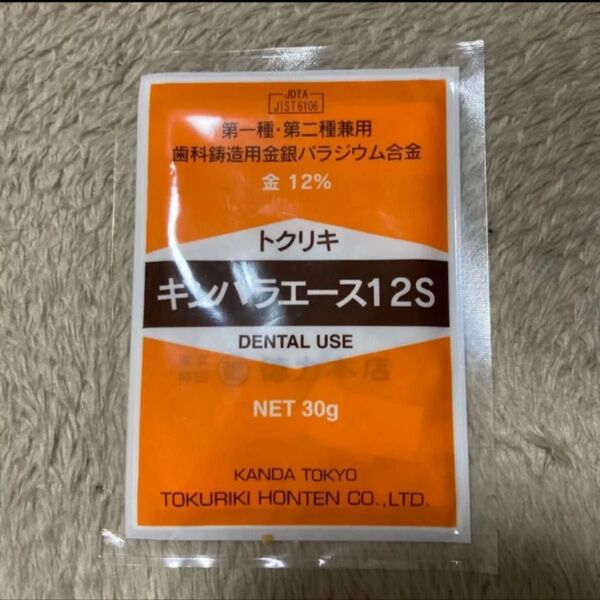 JDTA
JIST6106
第一種・第二種兼用
歯科鋳造用金銀パラジウム合金
金 12%
トクリキ
キンパラエース12S
DENTAL USE
徳力本店
NET 30g
KANDA TOKYO
TOKURIKI HONTEN CO.,LTD.